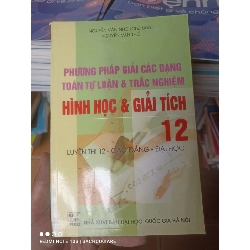 PHƯƠNG PHÁP GIẢI CÁC DẠNG
TOÁN TỰ LUẬN & TRẮC NGHIỆM
HÌNH HỌC & GIẢI TÍCH
12
LUYỆN THI 12 - CAO ĐẲNG - ĐẠI HỌC
NHÀ XUẤT BẢN ĐẠI HỌC QUỐC GIA HÀ NỘI